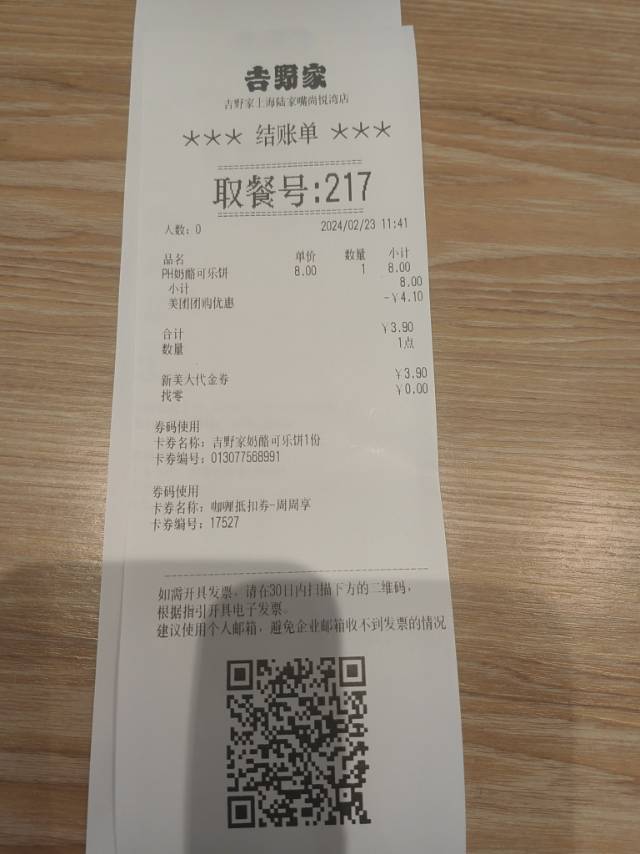 吉野家
吉野家上海陆家嘴尚悦湾店
*** 结账单 ***
取餐号:217
人数:0 2024/02/23 11:41
品名 单价 数量 小计
PH奶酪可乐饼 8.00 1 8.00
小计 8.00
美团团购优惠 -¥4.10
合计 ¥3.90
数量 1点
新美大代金券 ¥3.90
找零 ¥0.00
券码使用
卡券名称: 吉野家奶酪可乐饼1份
卡券编号: 013077568991
券码使用
卡券名称: 咖喱抵扣券-周周享
卡券编号: 17527
如需开具发票, 请在30日内扫描下方的二维码,
根据指引开具电子发票。
建议使用个人邮箱, 避免企业邮箱收不到发票的情况